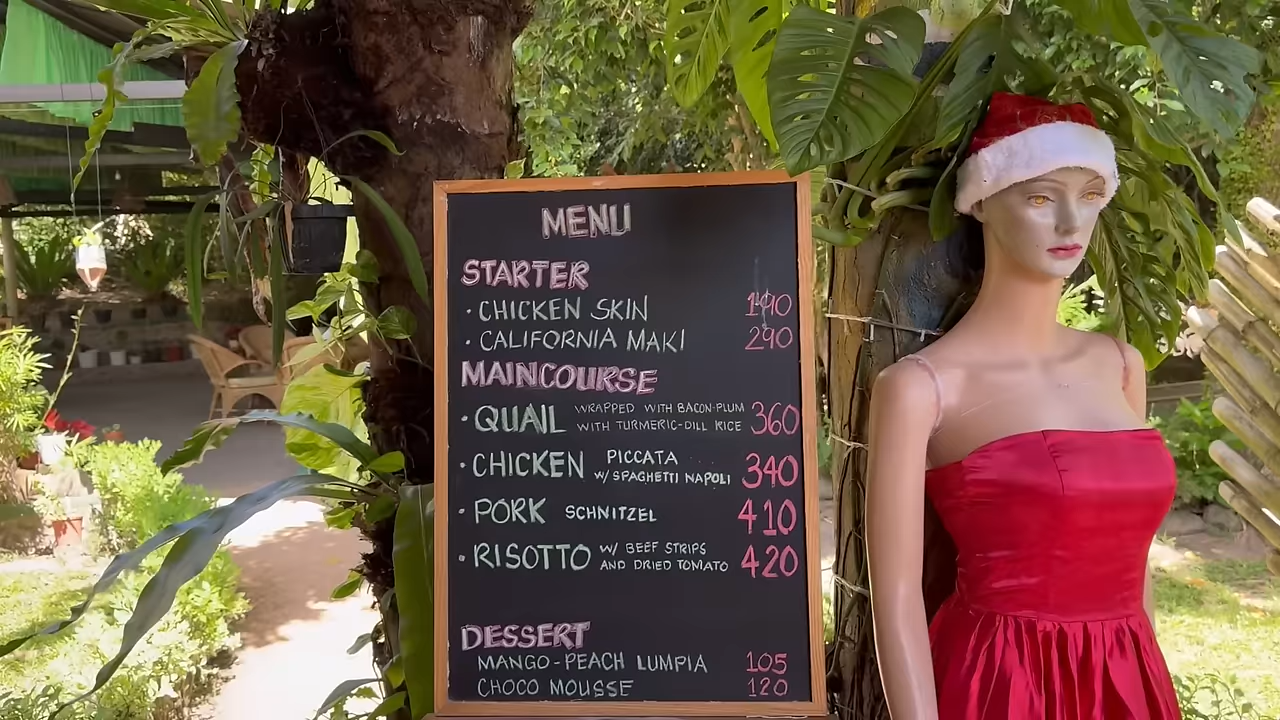 MENU
STARTER
· CHICKEN SKIN 190
· CALIFORNIA MAKI 290
MAINCOURSE
· QUAIL WRAPPED WITH BACON-PLUM WITH TURMERIC-DILL RICE 360
· CHICKEN PICCATA W/ SPAGHETTI NAPOLI 340
· PORK SCHNITZEL 410
· RISOTTO W/ BEEF STRIPS AND DRIED TOMATO 420
DESSERT
MANGO-PEACH LUMPIA 105
CHOCO MOUSSE 120